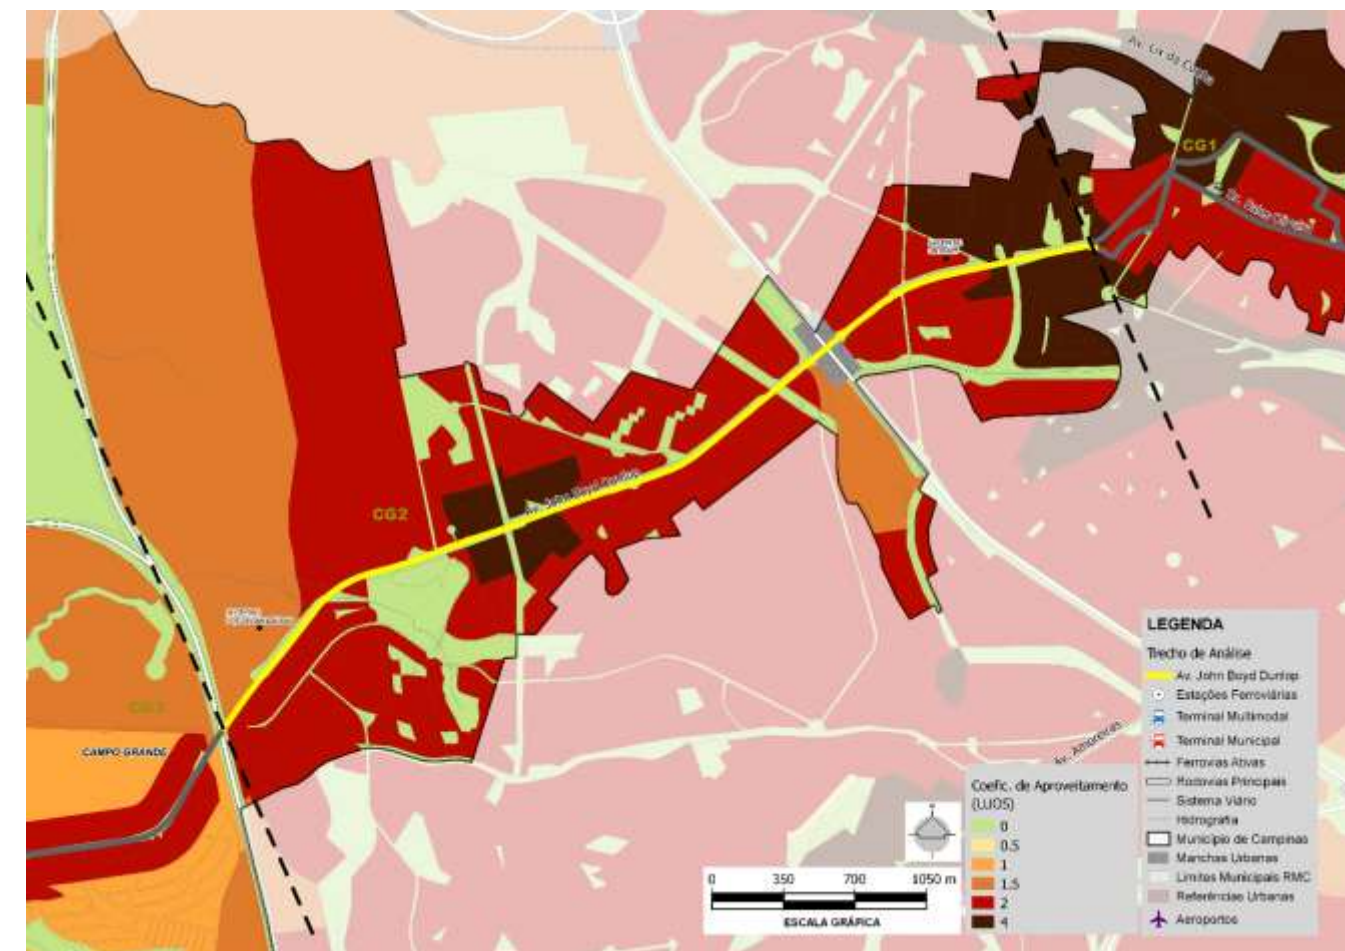 Av. Lix da Cunha
CG1
CG2
Av. John Boyd Dunlop
CG3
CAMPO GRANDE
Av. Amoreiras
LEGENDA
Trecho de Análise
Av. John Boyd Dunlop
Estações Ferroviárias
Terminal Multimodal
Terminal Municipal
Ferrovias Ativas
Rodovias Principais
Sistema Viário
Hidrografia
Município de Campinas
Manchas Urbanas
Limites Municipais RMC
Referências Urbanas
Aeroportos
Coefic. de Aproveitamento
(LUOS)
0
0.5
1
1.5
2
4
0 350 700 1050 m
ESCALA GRÁFICA